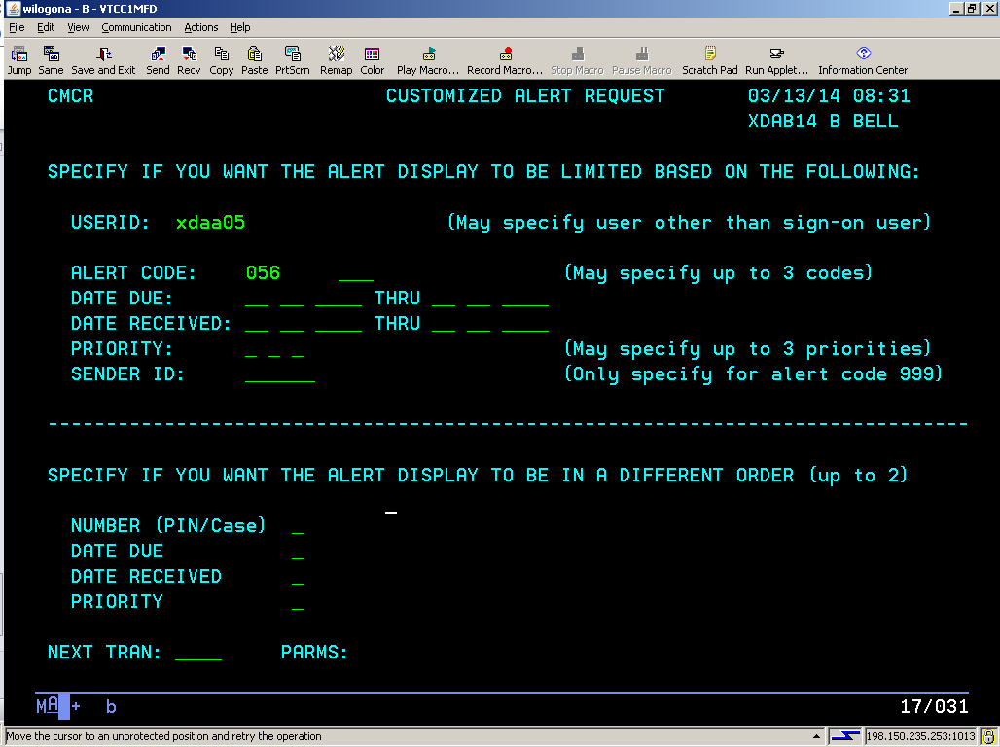 wilogona - B - VTCC1MFD
File Edit View Communication Actions Help
Jump Same Save and Exit Send Recv Copy Paste PrtScrn Remap Color Play Macro... Record Macro... Stop Macro Pause Macro Scratch Pad Run Applet... Information Center
CMCR CUSTOMIZED ALERT REQUEST 03/13/14 08:31
XDAB14 B BELL
SPECIFY IF YOU WANT THE ALERT DISPLAY TO BE LIMITED BASED ON THE FOLLOWING:
USERID: xdaa05 (May specify user other than sign-on user)
ALERT CODE: 056 ___ (May specify up to 3 codes)
DATE DUE: __ __ ____ THRU __ __ ____
DATE RECEIVED: __ __ ____ THRU __ __ ____
PRIORITY: _ _ _ (May specify up to 3 priorities)
SENDER ID: ______ (Only specify for alert code 999)
-------------------------------------------------------------------------------
SPECIFY IF YOU WANT THE ALERT DISPLAY TO BE IN A DIFFERENT ORDER (up to 2)
NUMBER (PIN/Case) _
DATE DUE _
DATE RECEIVED _
PRIORITY _
NEXT TRAN: ____ PARMS:
MA + b 17/031
Move the cursor to an unprotected position and retry the operation 198.150.235.253:1013